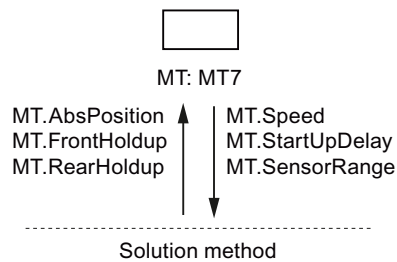 MT: MT7
MT.AbsPosition
MT.FrontHoldup
MT.RearHoldup
MT.Speed
MT.StartUpDelay
MT.SensorRange
Solution method